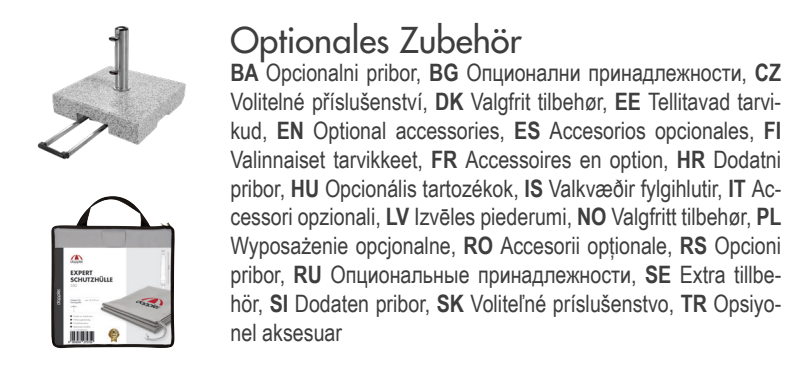 Optionales Zubehör
BA Opcionalni pribor, BG Опционални принадлежности, CZ
Volitelné příslušenství, DK Valgfrit tilbehør, EE Tellitavad tarvi-
kud, EN Optional accessories, ES Accesorios opcionales, FI
Valinnaiset tarvikkeet, FR Accessoires en option, HR Dodatni
pribor, HU Opcionális tartozékok, IS Valkvæðir fylgihlutir, IT Ac-
cessori opzionali, LV Izvēles piederumi, NO Valgfritt tilbehør, PL
Wyposażenie opcjonalne, RO Accesorii opționale, RS Opcioni
pribor, RU Опциональные принадлежности, SE Extra tillbe-
hör, SI Dodaten pribor, SK Voliteľné príslušenstvo, TR Opsiyo-
nel aksesuar
doppler
EXPERT
SCHUTZHÜLLE
doppler